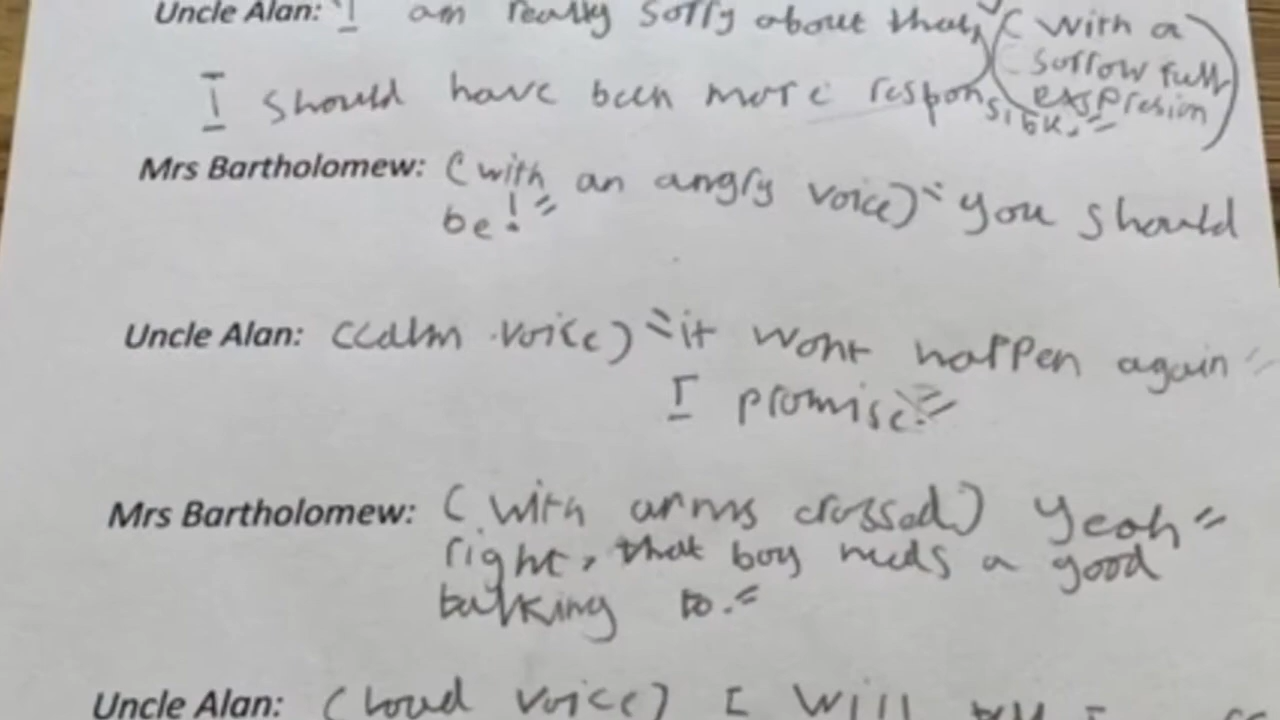 Uncle Alan: "I am really sorry about that, (with a
sorrow full
expresion)
I should have been more responsible."
Mrs Bartholomew: (with an angry voice) "you should
be!"
Uncle Alan: (calm voice) "it wont happen again
I promise."
Mrs Bartholomew: (with arms crossed) Yeah"
right, that boy needs a good
talking to."
Uncle Alan: (loud voice) I will